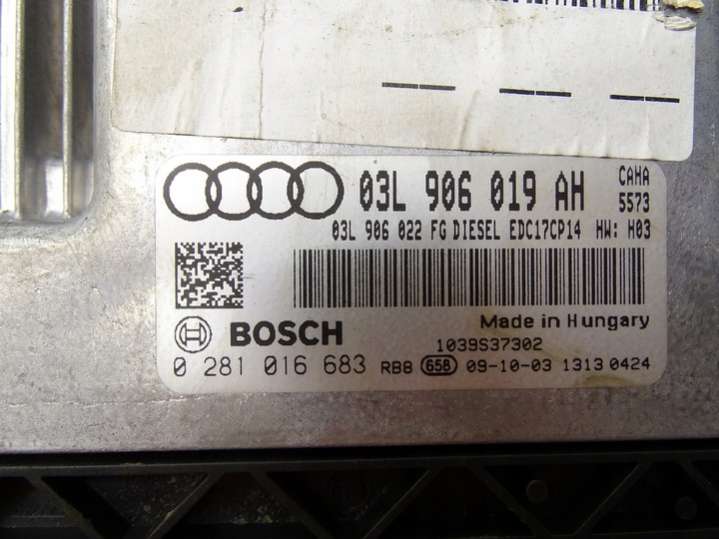 03L 906 019 AH CAHA
5573
03L 906 022 FG DIESEL EDC17CP14 HW: H03
BOSCH Made in Hungary
1039S37302
0 281 016 683 RB8 658 09-10-03 1313 0424